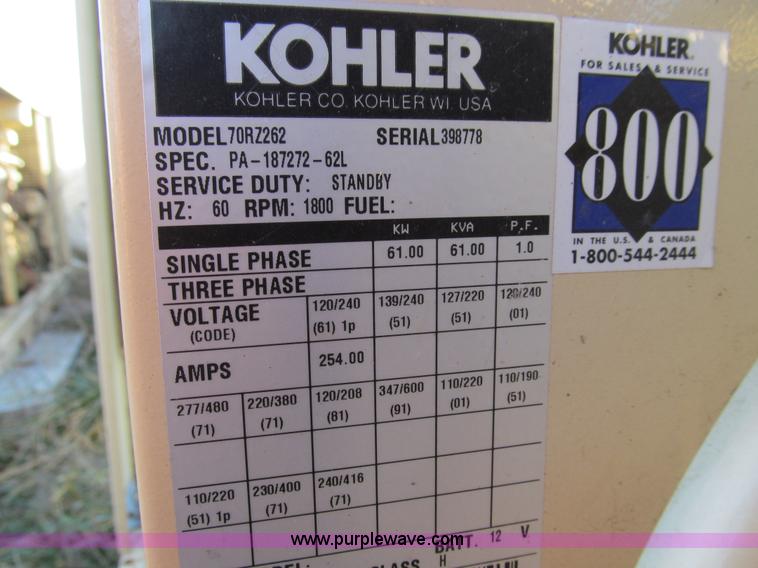 KOHLER
KOHLER CO. KOHLER WI. USA
MODEL 70RZ262 SERIAL 398778
SPEC. PA-187272-62L
SERVICE DUTY: STANDBY
HZ: 60 RPM: 1800 FUEL:
KW KVA P.F.
SINGLE PHASE 61.00 61.00 1.0
THREE PHASE
VOLTAGE 120/240 139/240 127/220 120/240
(CODE) (61) 1p (51) (51) (01)
AMPS 254.00
277/480 220/380 120/208 347/600 110/220 110/190
(71) (71) (81) (91) (01) (51)
110/220 230/400 240/416
(51) 1p (71) (71)
BATT. 12 V
CLASS H
KOHLER
FOR SALES & SERVICE
800
IN THE U.S. & CANADA
1-800-544-2444
www.purplewave.com